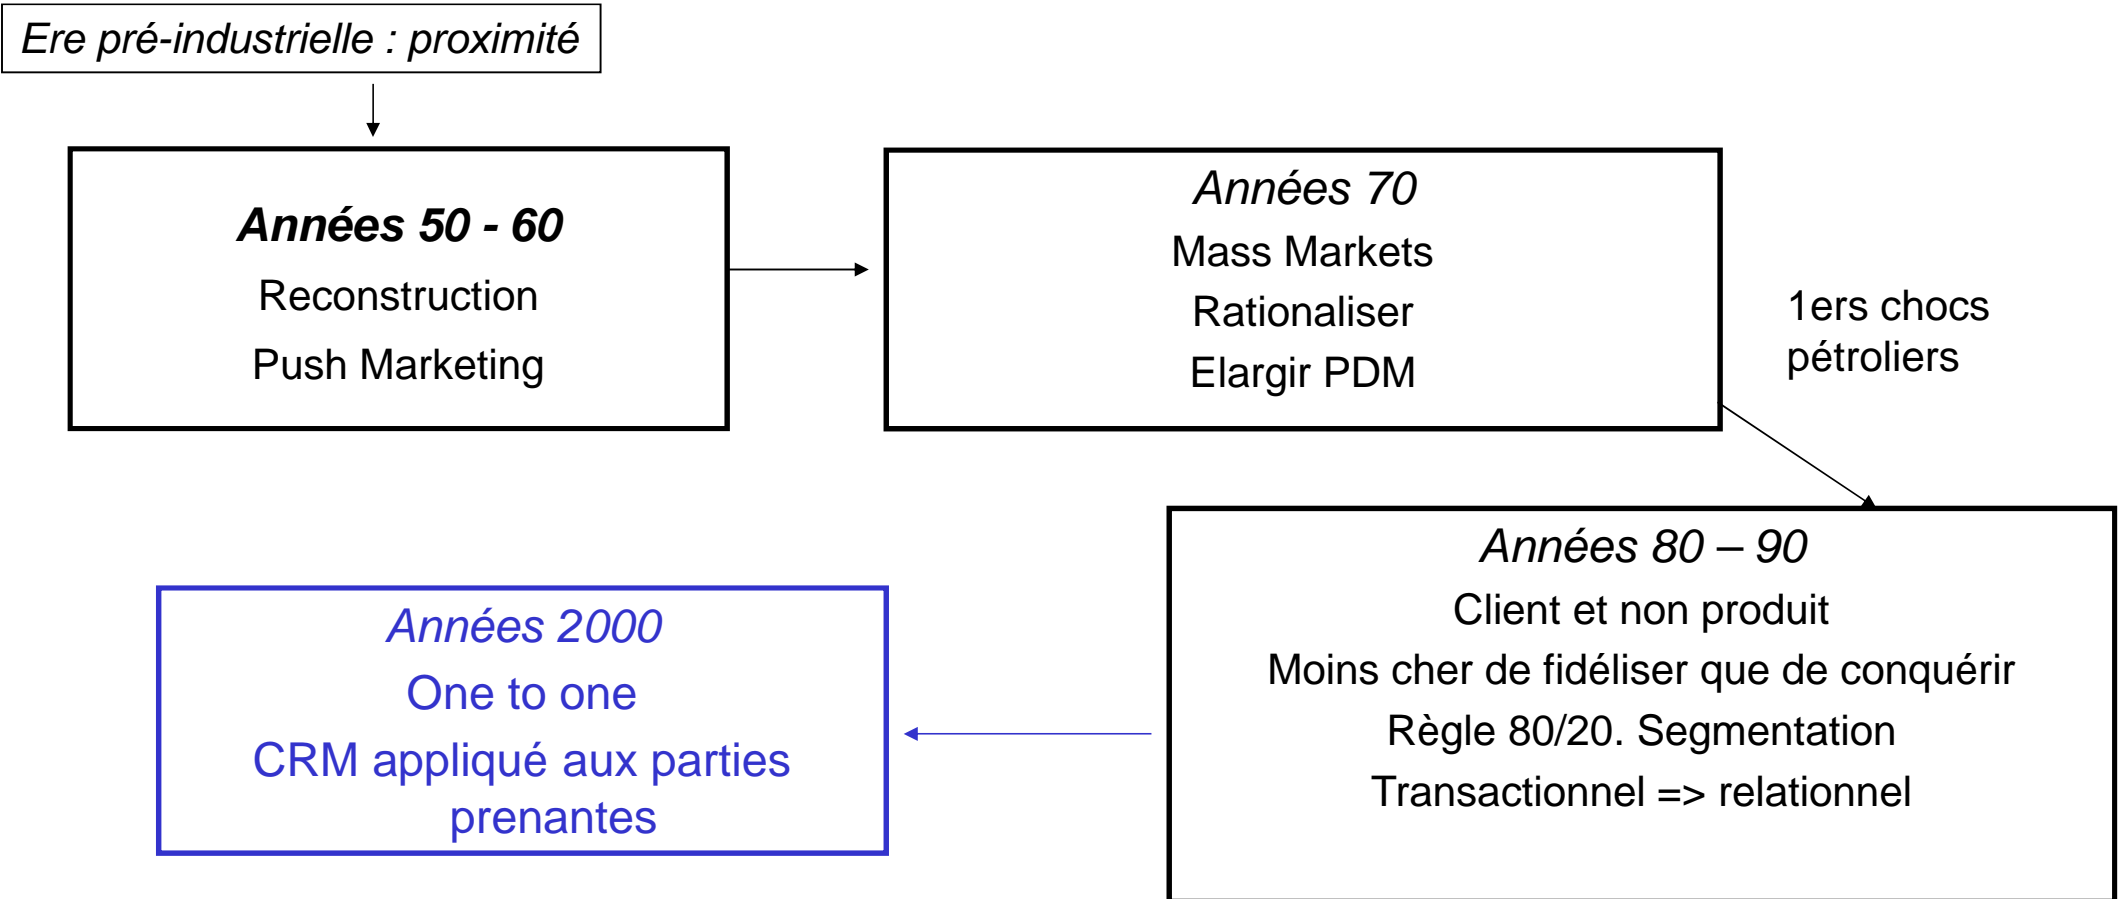 Ere pré-industrielle : proximité
Années 50 - 60
Reconstruction
Push Marketing
Années 70
Mass Markets
Rationaliser
Elargir PDM
1ers chocs
pétroliers
Années 80 – 90
Client et non produit
Moins cher de fidéliser que de conquérir
Règle 80/20. Segmentation
Transactionnel => relationnel
Années 2000
One to one
CRM appliqué aux parties
prenantes